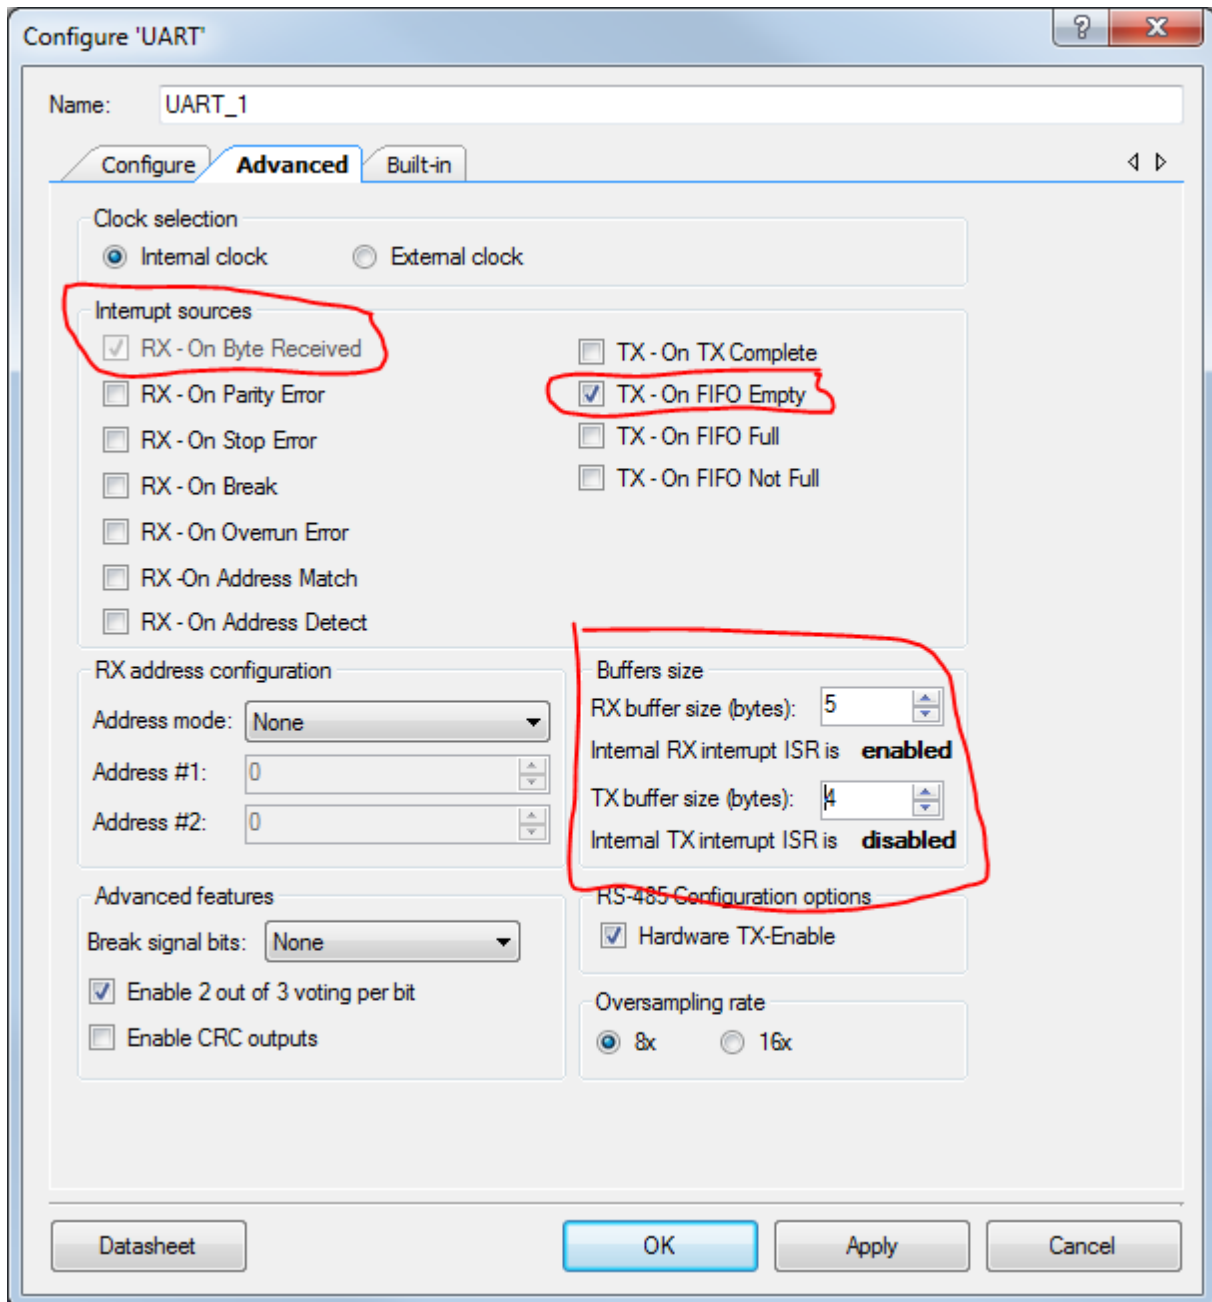 Configure 'UART'
Name: UART_1
Configure Advanced Built-in
Clock selection
Internal clock External clock
Interrupt sources
RX - On Byte Received
RX - On Parity Error
RX - On Stop Error
RX - On Break
RX - On Overrun Error
RX -On Address Match
RX - On Address Detect
TX - On TX Complete
TX - On FIFO Empty
TX - On FIFO Full
TX - On FIFO Not Full
RX address configuration
Address mode: None
Address #1: 0
Address #2: 0
Buffers size
RX buffer size (bytes): 5
Internal RX interrupt ISR is enabled
TX buffer size (bytes): 4
Internal TX interrupt ISR is disabled
Advanced features
Break signal bits: None
Enable 2 out of 3 voting per bit
Enable CRC outputs
RS-485 Configuration options
Hardware TX-Enable
Oversampling rate
8x 16x
Datasheet OK Apply Cancel